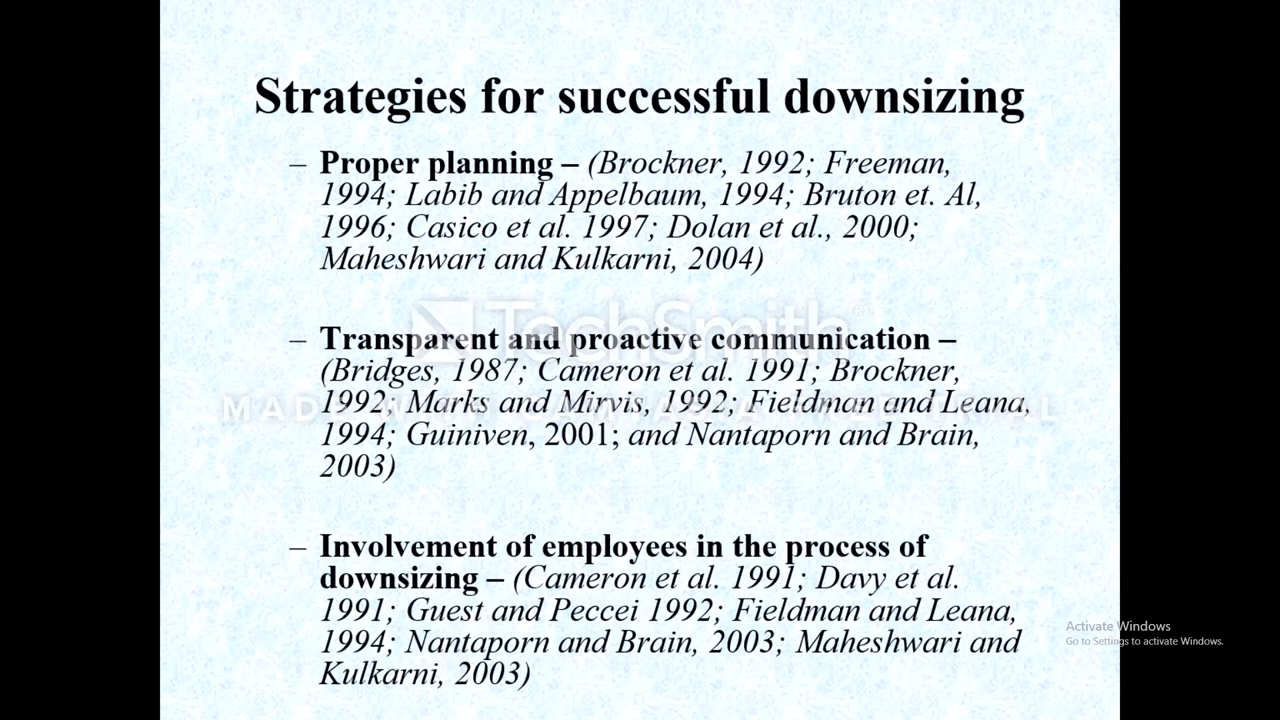 Strategies for successful downsizing
– Proper planning – (Brockner, 1992; Freeman,
1994; Labib and Appelbaum, 1994; Bruton et. Al,
1996; Casico et al. 1997; Dolan et al., 2000;
Maheshwari and Kulkarni, 2004)
TechSmith®
– Transparent and proactive communication –
(Bridges, 1987; Cameron et al. 1991; Brockner,
1992; Marks and Mirvis, 1992; Fieldman and Leana,
MADE WITH CAMTASIA FREE TRIAL
1994; Guiniven, 2001; and Nantaporn and Brain,
2003)
– Involvement of employees in the process of
downsizing – (Cameron et al. 1991; Davy et al.
1991; Guest and Peccei 1992; Fieldman and Leana,
1994; Nantaporn and Brain, 2003; Maheshwari and
Kulkarni, 2003)
Activate Windows
Go to Settings to activate Windows.